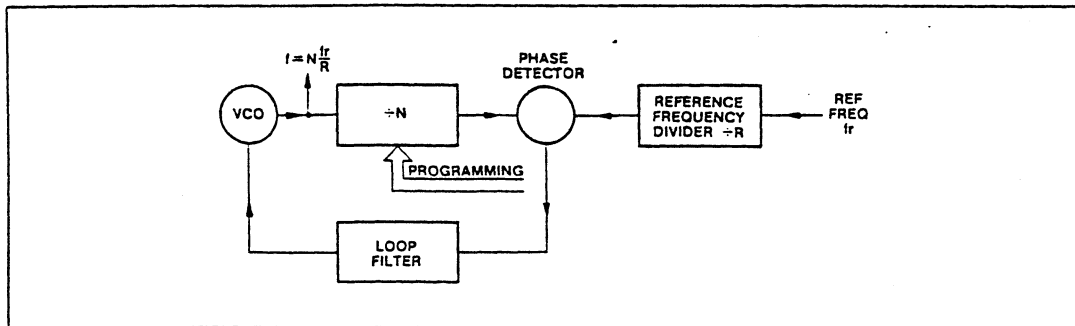 f = N fr/R
PHASE
DETECTOR
VCO
÷N
REFERENCE
FREQUENCY
DIVIDER ÷R
REF
FREQ
fr
PROGRAMMING
LOOP
FILTER